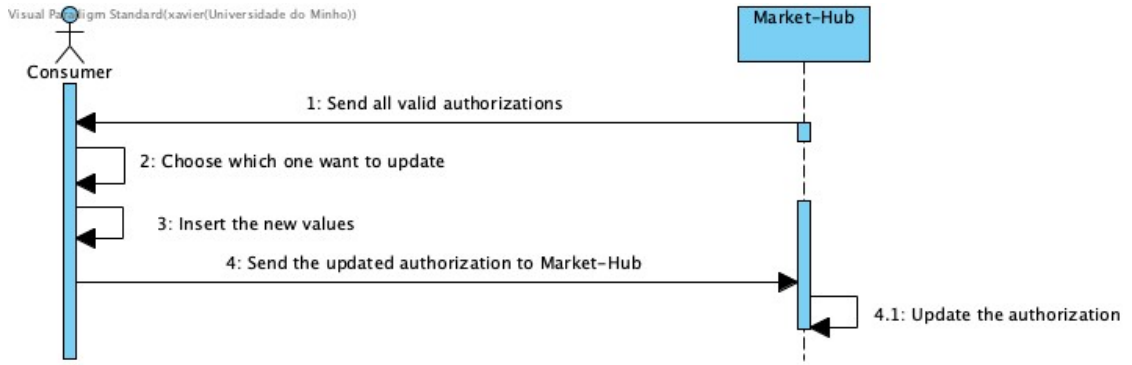 Visual Paradigm Standard(xavier(Universidade do Minho))
Market-Hub
Consumer
1: Send all valid authorizations
2: Choose which one want to update
3: Insert the new values
4: Send the updated authorization to Market-Hub
4.1: Update the authorization